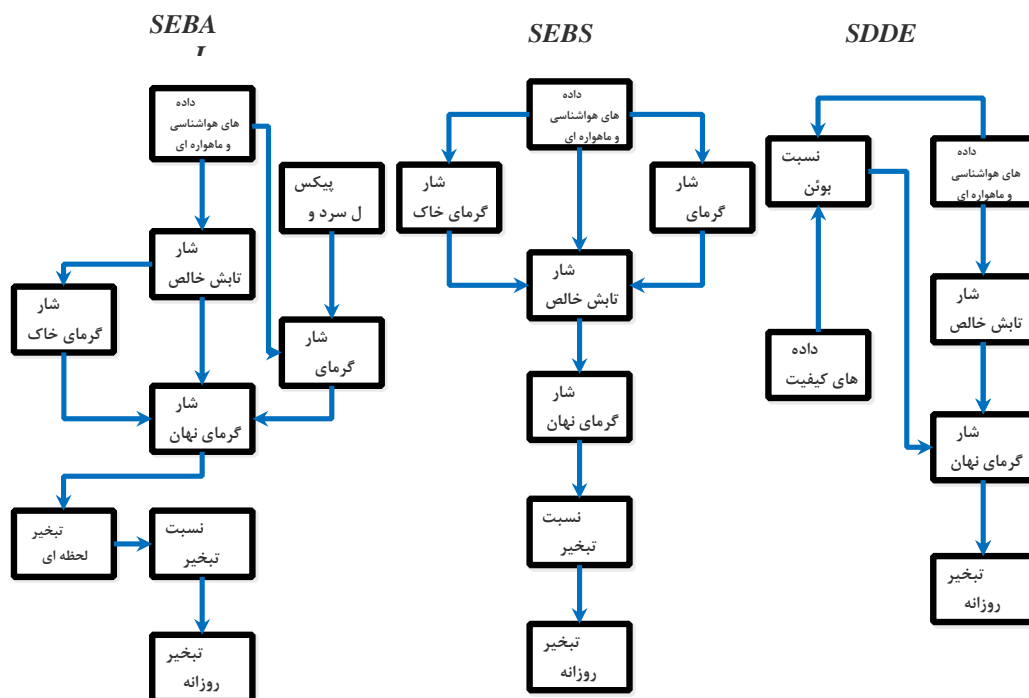 SEBA
SEBS
SDDE
داده
های هواشناسی
و ماهواره ای
پیکس
ل سرد و
شار
تابش خالص
شار
گرمای خاک
شار
گرمای
شار
گرمای نهان
تبخیر
لحظه ای
نسبت
تبخیر
تبخیر
روزانه
داده
های هواشناسی
و ماهواره ای
شار
گرمای خاک
شار
گرمای
شار
تابش خالص
شار
گرمای نهان
نسبت
تبخیر
تبخیر
روزانه
نسبت
بوئن
داده
های هواشناسی
و ماهواره ای
شار
تابش خالص
داده
های کیفیت
شار
گرمای نهان
تبخیر
روزانه